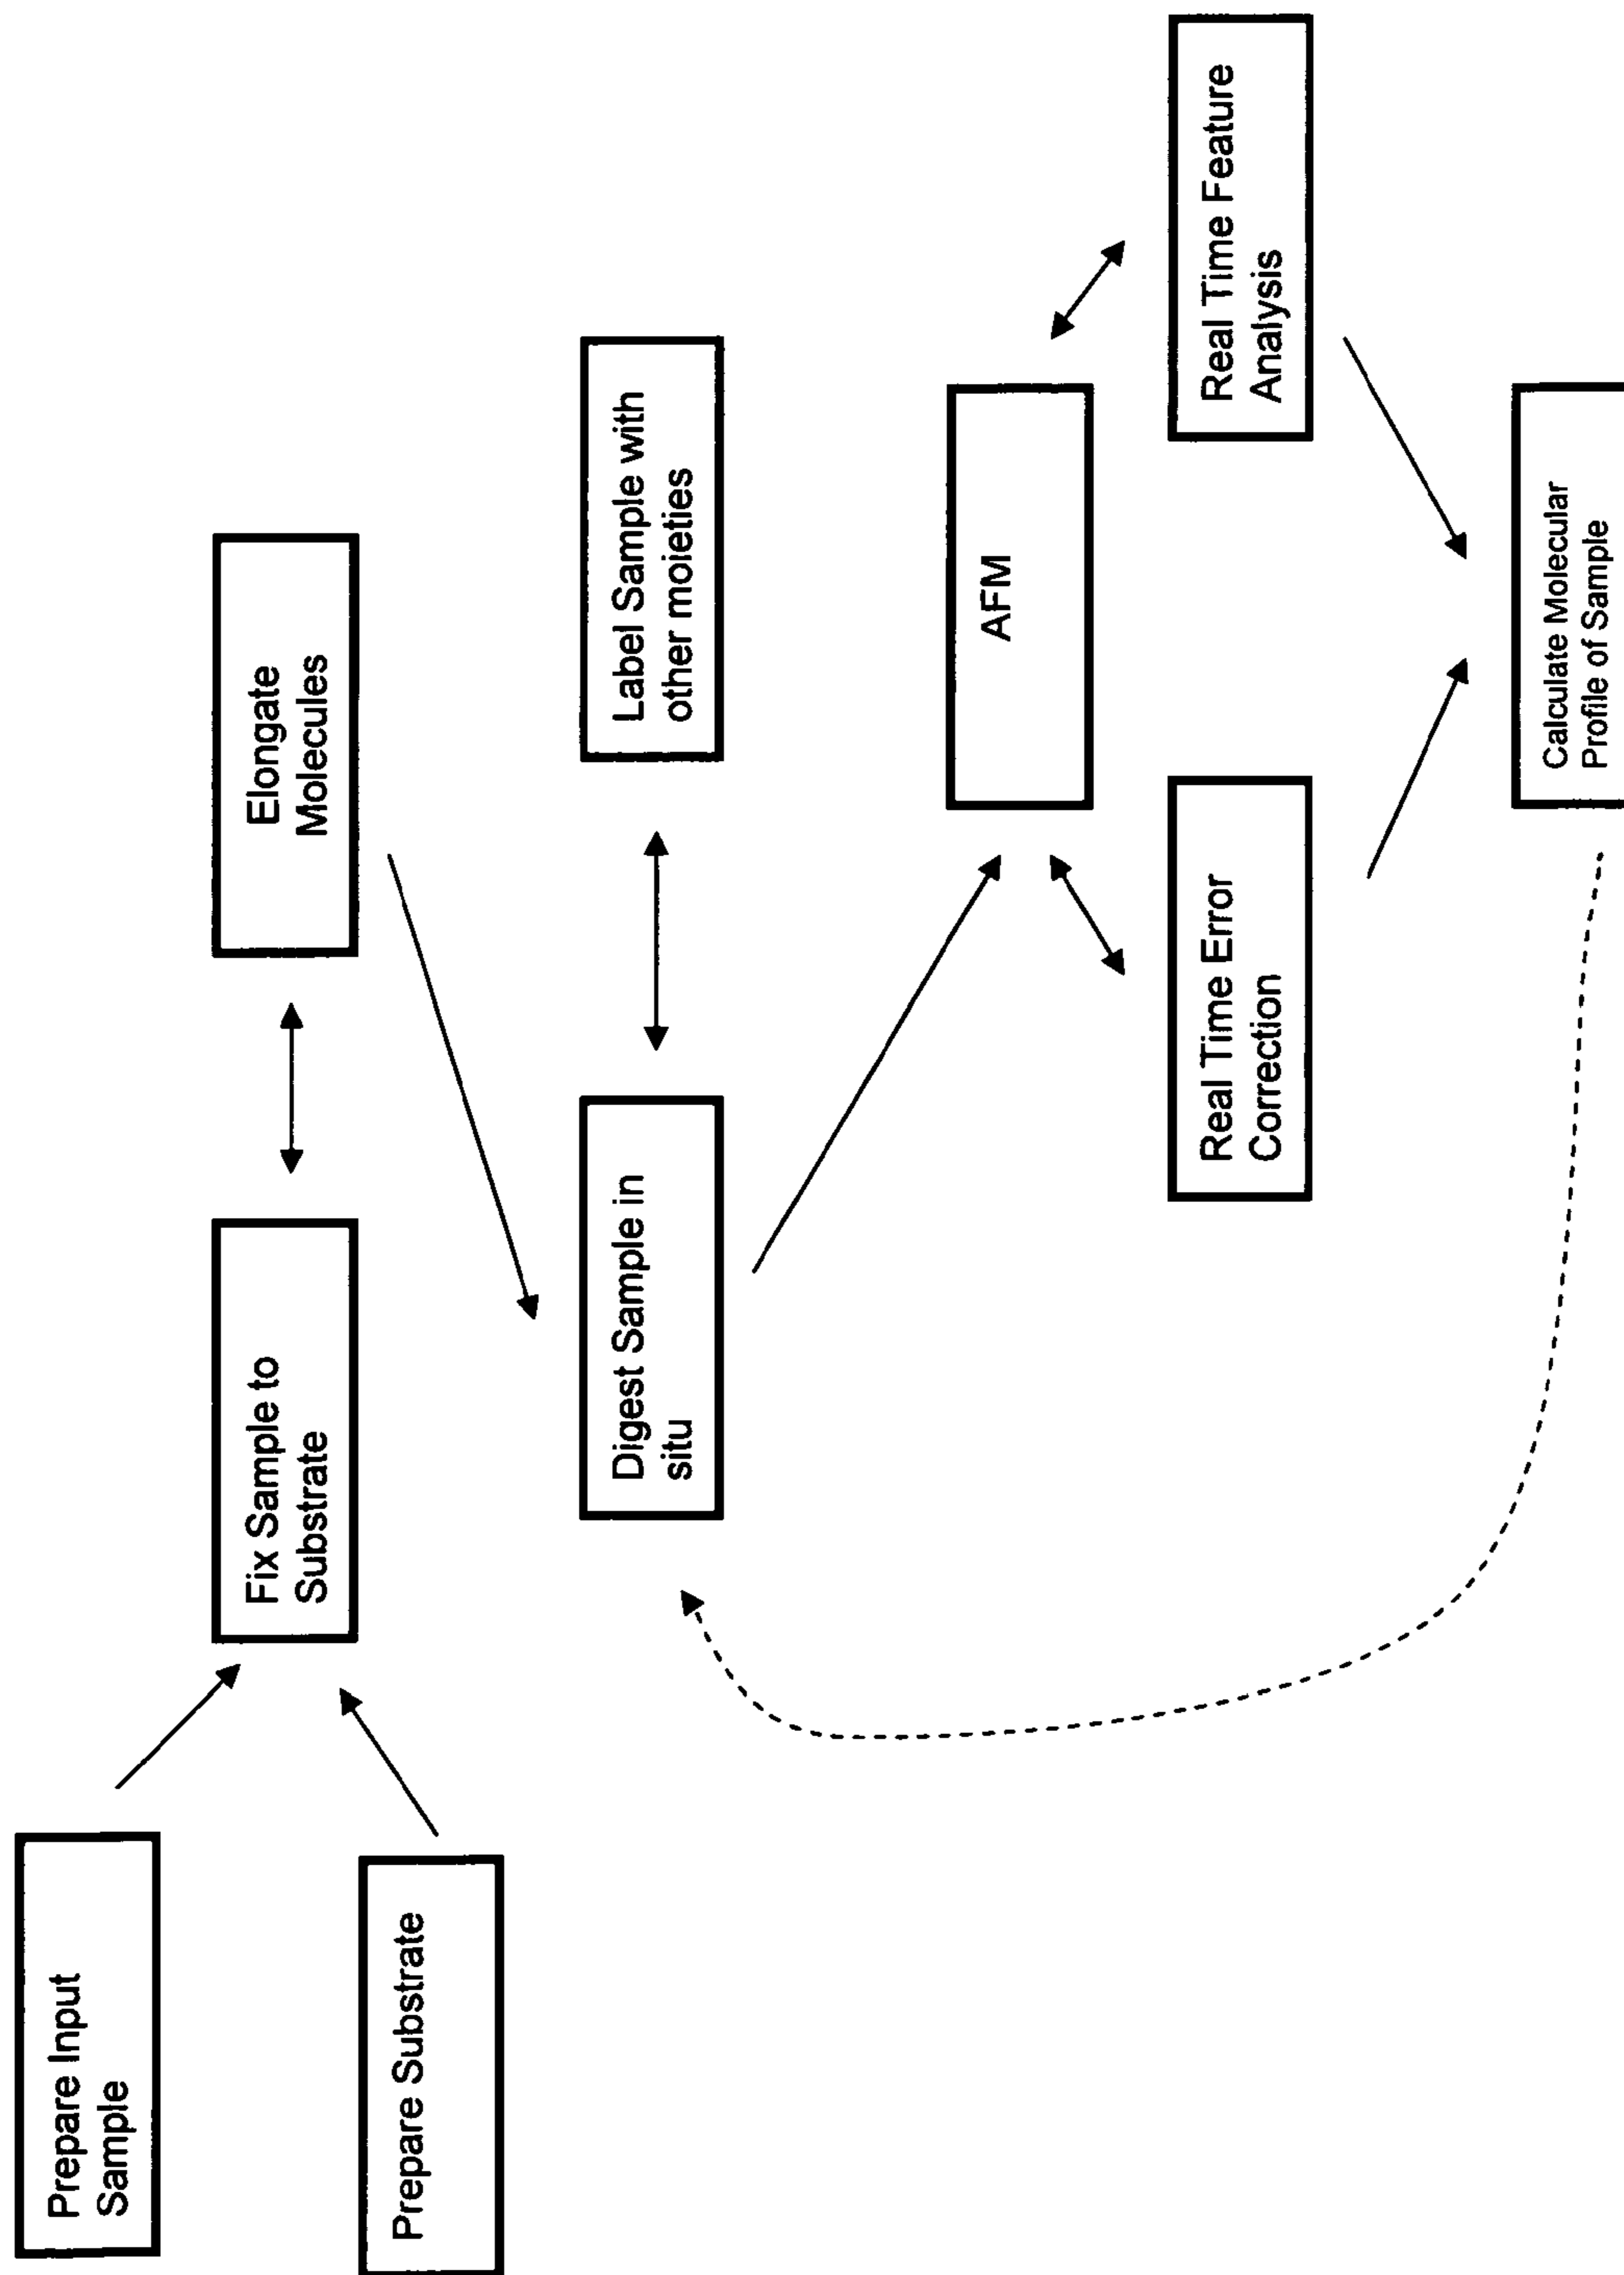 Prepare Input
Sample
Prepare Substrate
Fix Sample to
Substrate
Elongate
Molecules
Digest Sample in
situ
Label Sample with
other moieties
AFM
Real Time Error
Correction
Real Time Feature
Analysis
Calculate Molecular
Profile of Sample